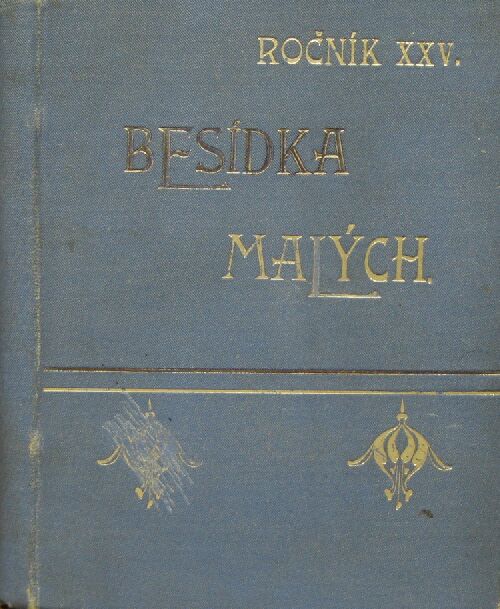 ROČNÍK XXV.
BESÍDKA
MALÝCH.